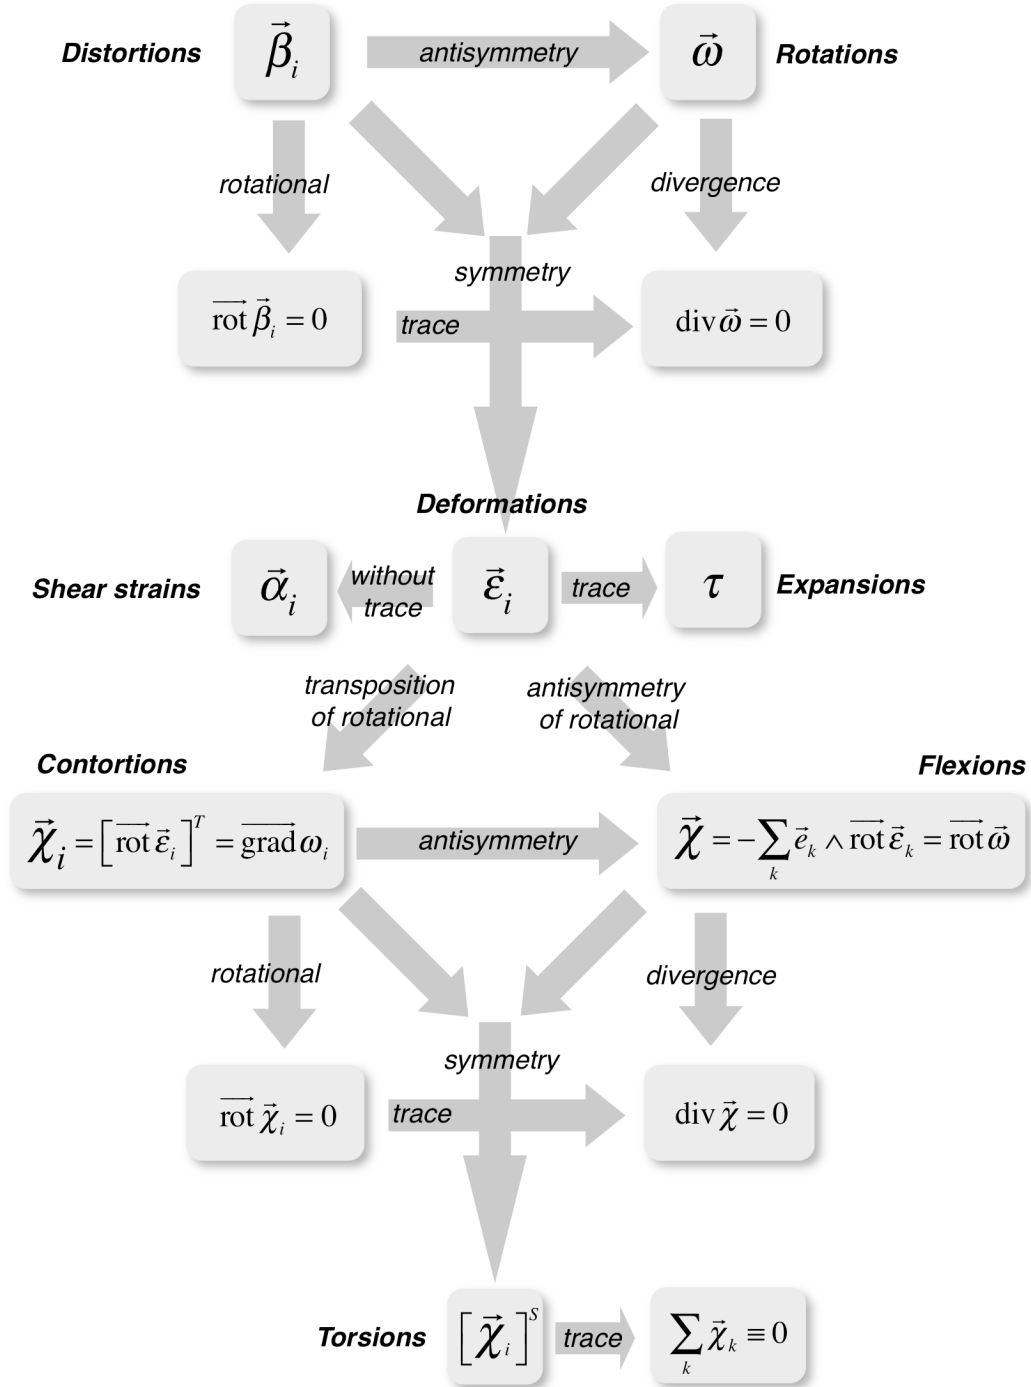 Distortions
β⃗ᵢ
antisymmetry
ω⃗
Rotations
rotational
divergence
symmetry
rot⃗ β⃗ᵢ = 0
trace
div ω⃗ = 0
Deformations
Shear strains
α⃗ᵢ
without
trace
ε⃗ᵢ
trace
τ
Expansions
transposition
of rotational
antisymmetry
of rotational
Contortions
Flexions
χ⃗ᵢ = [rot⃗ ε⃗ᵢ]ᵀ = grad⃗ ωᵢ
antisymmetry
χ⃗ = −∑ₖ e⃗ₖ ∧ rot⃗ ε⃗ₖ = rot⃗ ω⃗
rotational
divergence
symmetry
rot⃗ χ⃗ᵢ = 0
trace
div χ⃗ = 0
Torsions
[χ⃗ᵢ]ˢ
trace
∑ₖ χ⃗ₖ ≡ 0